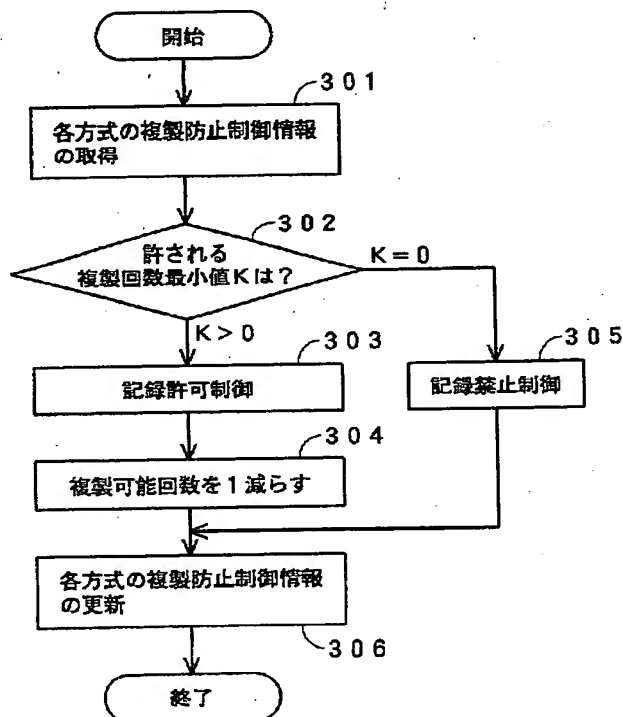 開始
301
各方式の複製防止制御情報
の取得
302
許される
複製回数最小値Kは?
K=0
K>0
303
305
記録許可制御
記録禁止制御
304
複製可能回数を1減らす
各方式の複製防止制御情報
の更新
306
終了